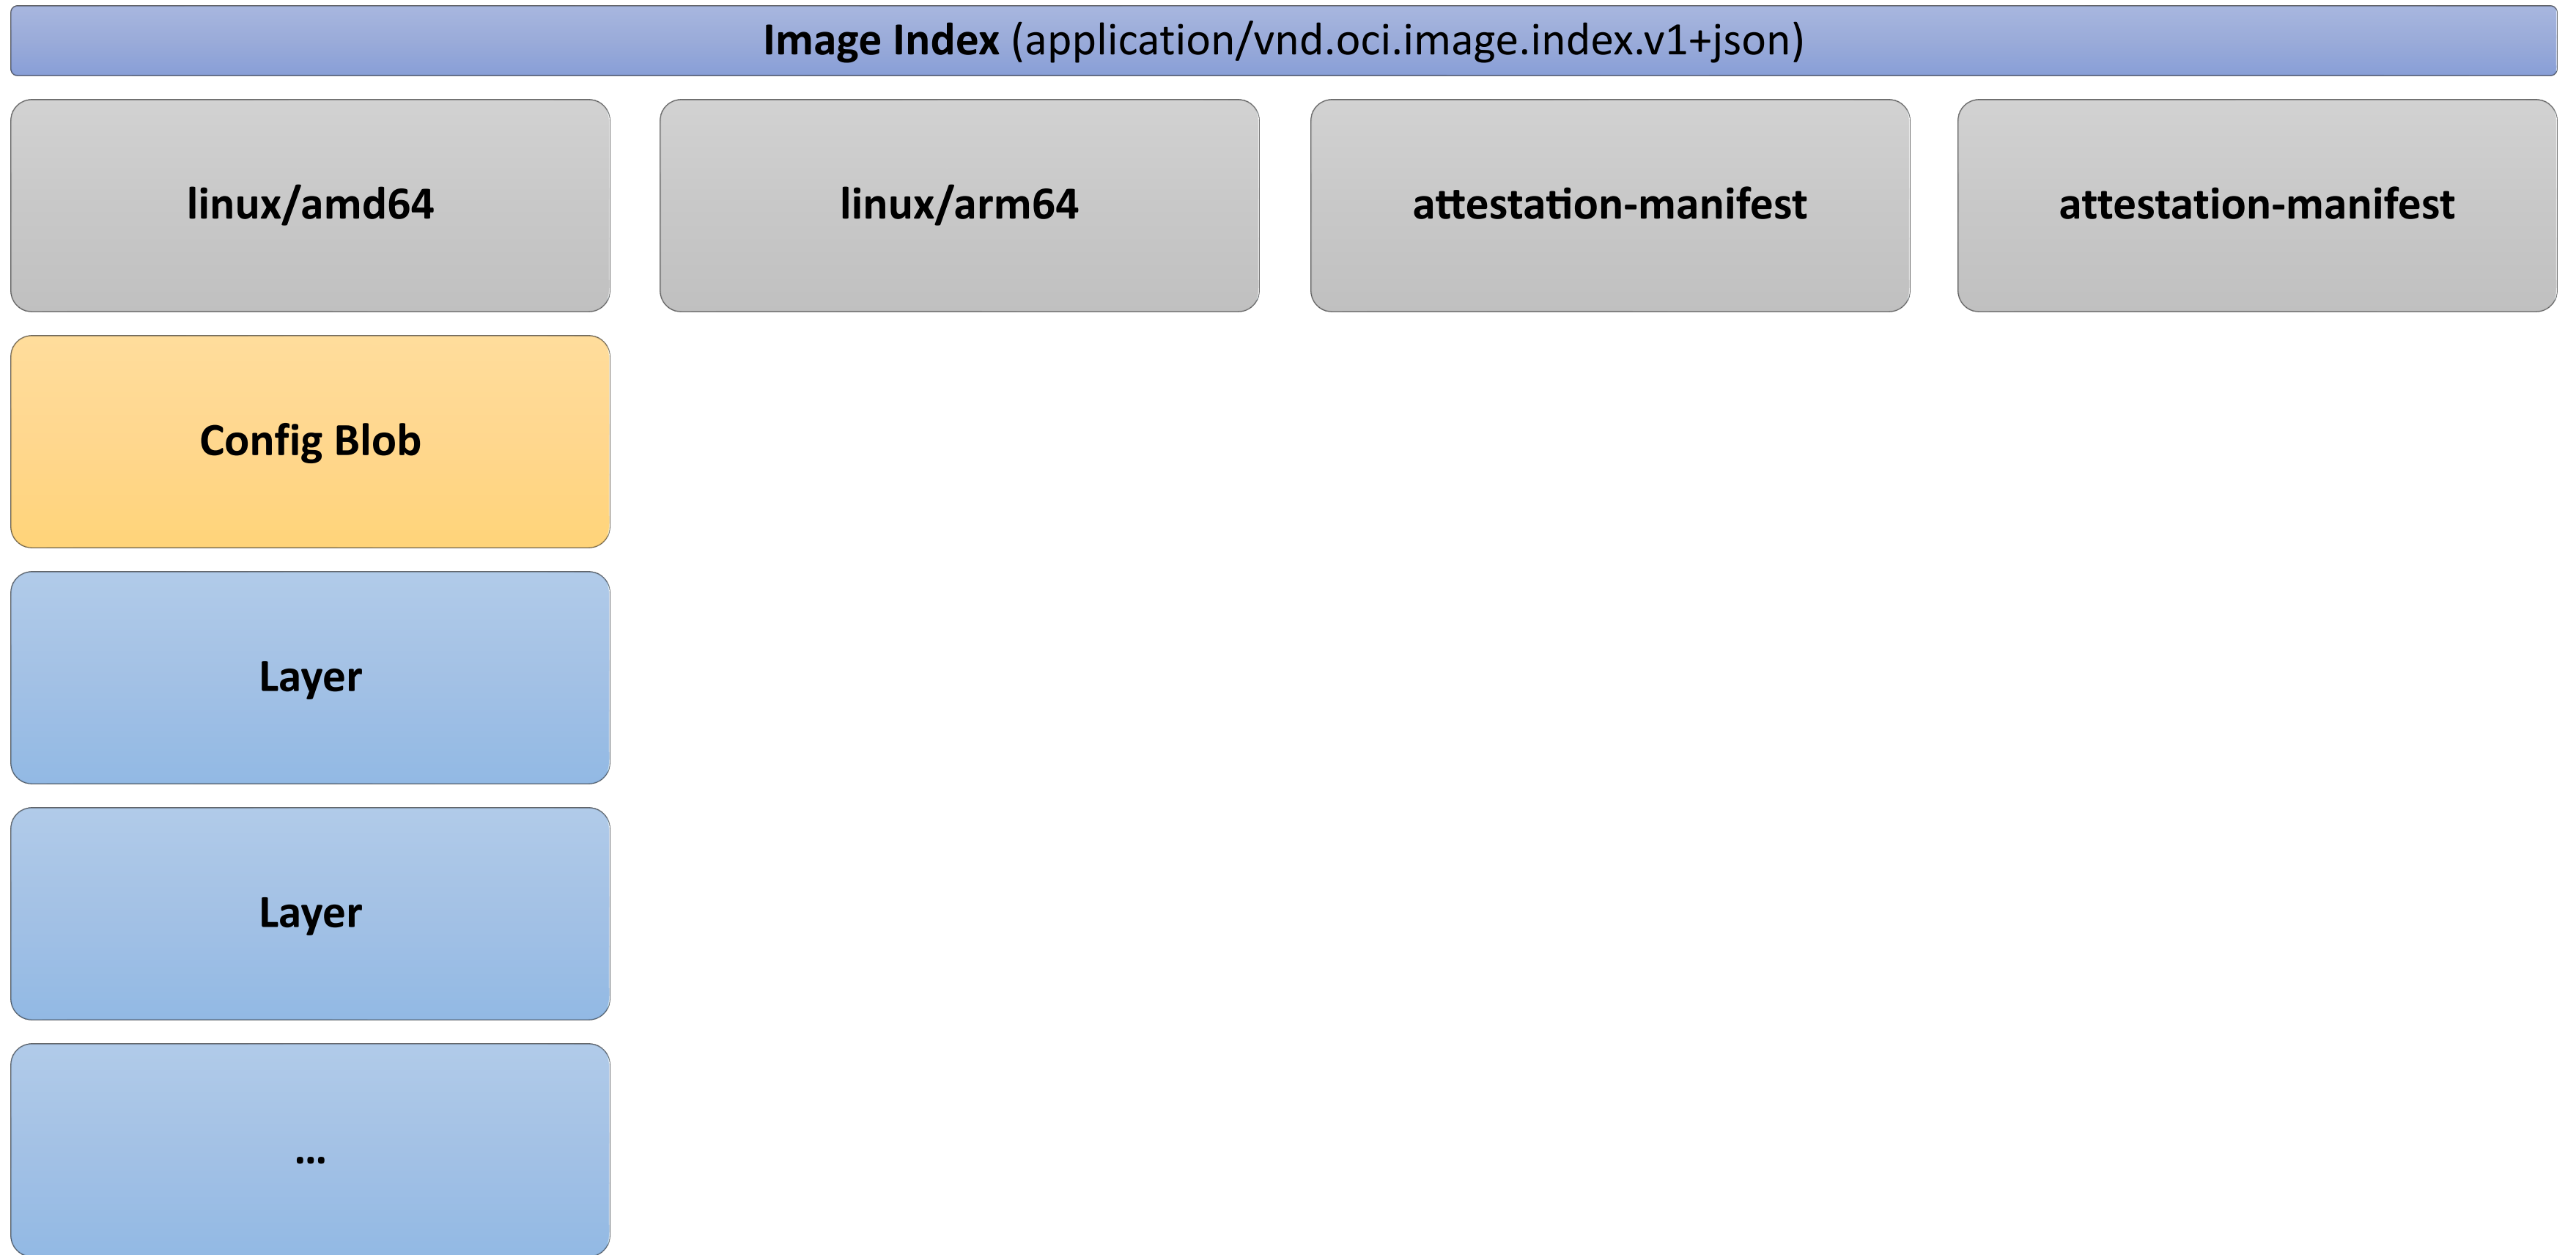 Image Index (application/vnd.oci.image.index.v1+json)
linux/amd64
linux/arm64
attestation-manifest
attestation-manifest
Config Blob
Layer
Layer
...